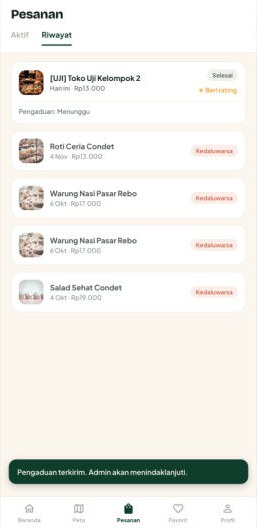 Pesanan
Aktif Riwayat
[UJI] Toko Uji Kelompok 2 Selesai
Hari ini · Rp13.000 ★ Beri rating
Pengaduan: Menunggu
Roti Ceria Condet Kedaluwarsa
4 Nov · Rp13.000
Warung Nasi Pasar Rebo Kedaluwarsa
6 Okt · Rp17.000
Warung Nasi Pasar Rebo Kedaluwarsa
6 Okt · Rp17.000
Salad Sehat Condet Kedaluwarsa
4 Okt · Rp19.000
Pengaduan terkirim. Admin akan menindaklanjuti.
Beranda Peta Pesanan Favorit Profil